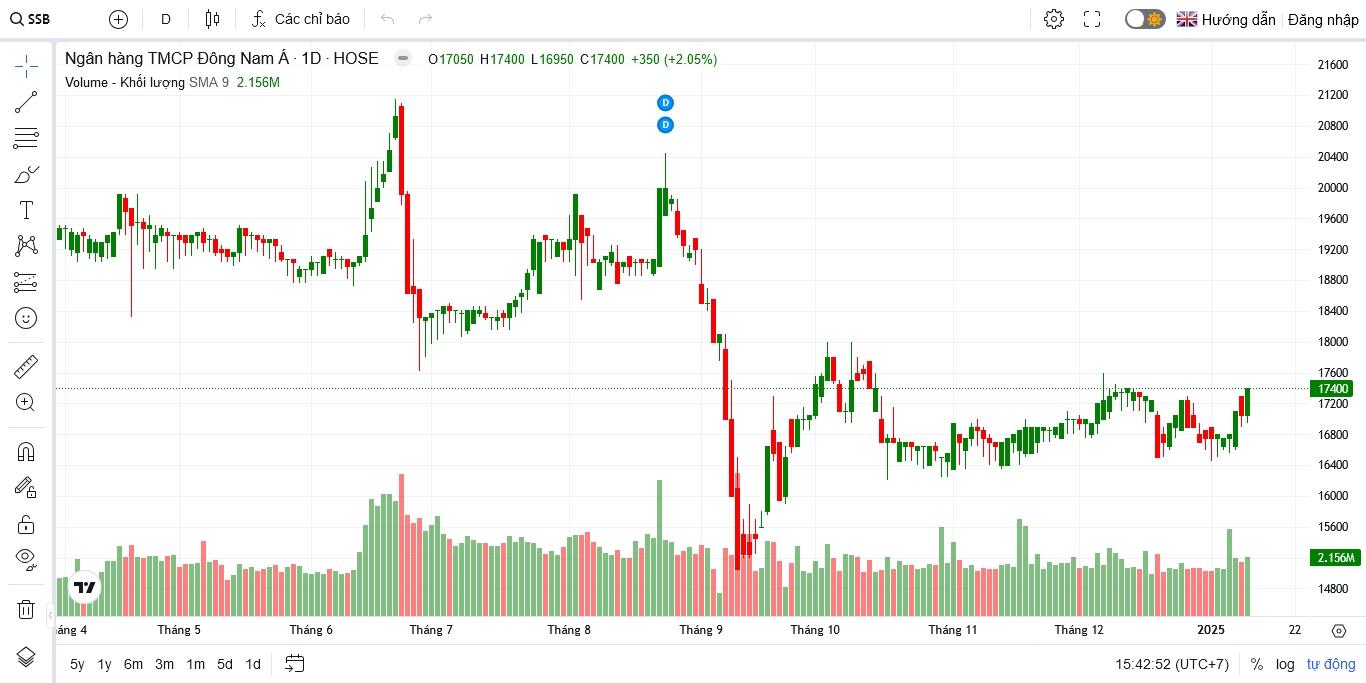 SSB D Các chỉ báo Hướng dẫn Đăng nhập
Ngân hàng TMCP Đông Nam Á · 1D · HOSE O17050 H17400 L16950 C17400 +350 (+2.05%)
Volume - Khối lượng SMA 9 2.156M
D
D
21600
21200
20800
20400
20000
19600
19200
18800
18400
18000
17600
17400
17200
16800
16400
16000
15600
2.156M
14800
áng 4 Tháng 5 Tháng 6 Tháng 7 Tháng 8 Tháng 9 Tháng 10 Tháng 11 Tháng 12 2025 22
5y 1y 6m 3m 1m 5d 1d 15:42:52 (UTC+7) % log tự động